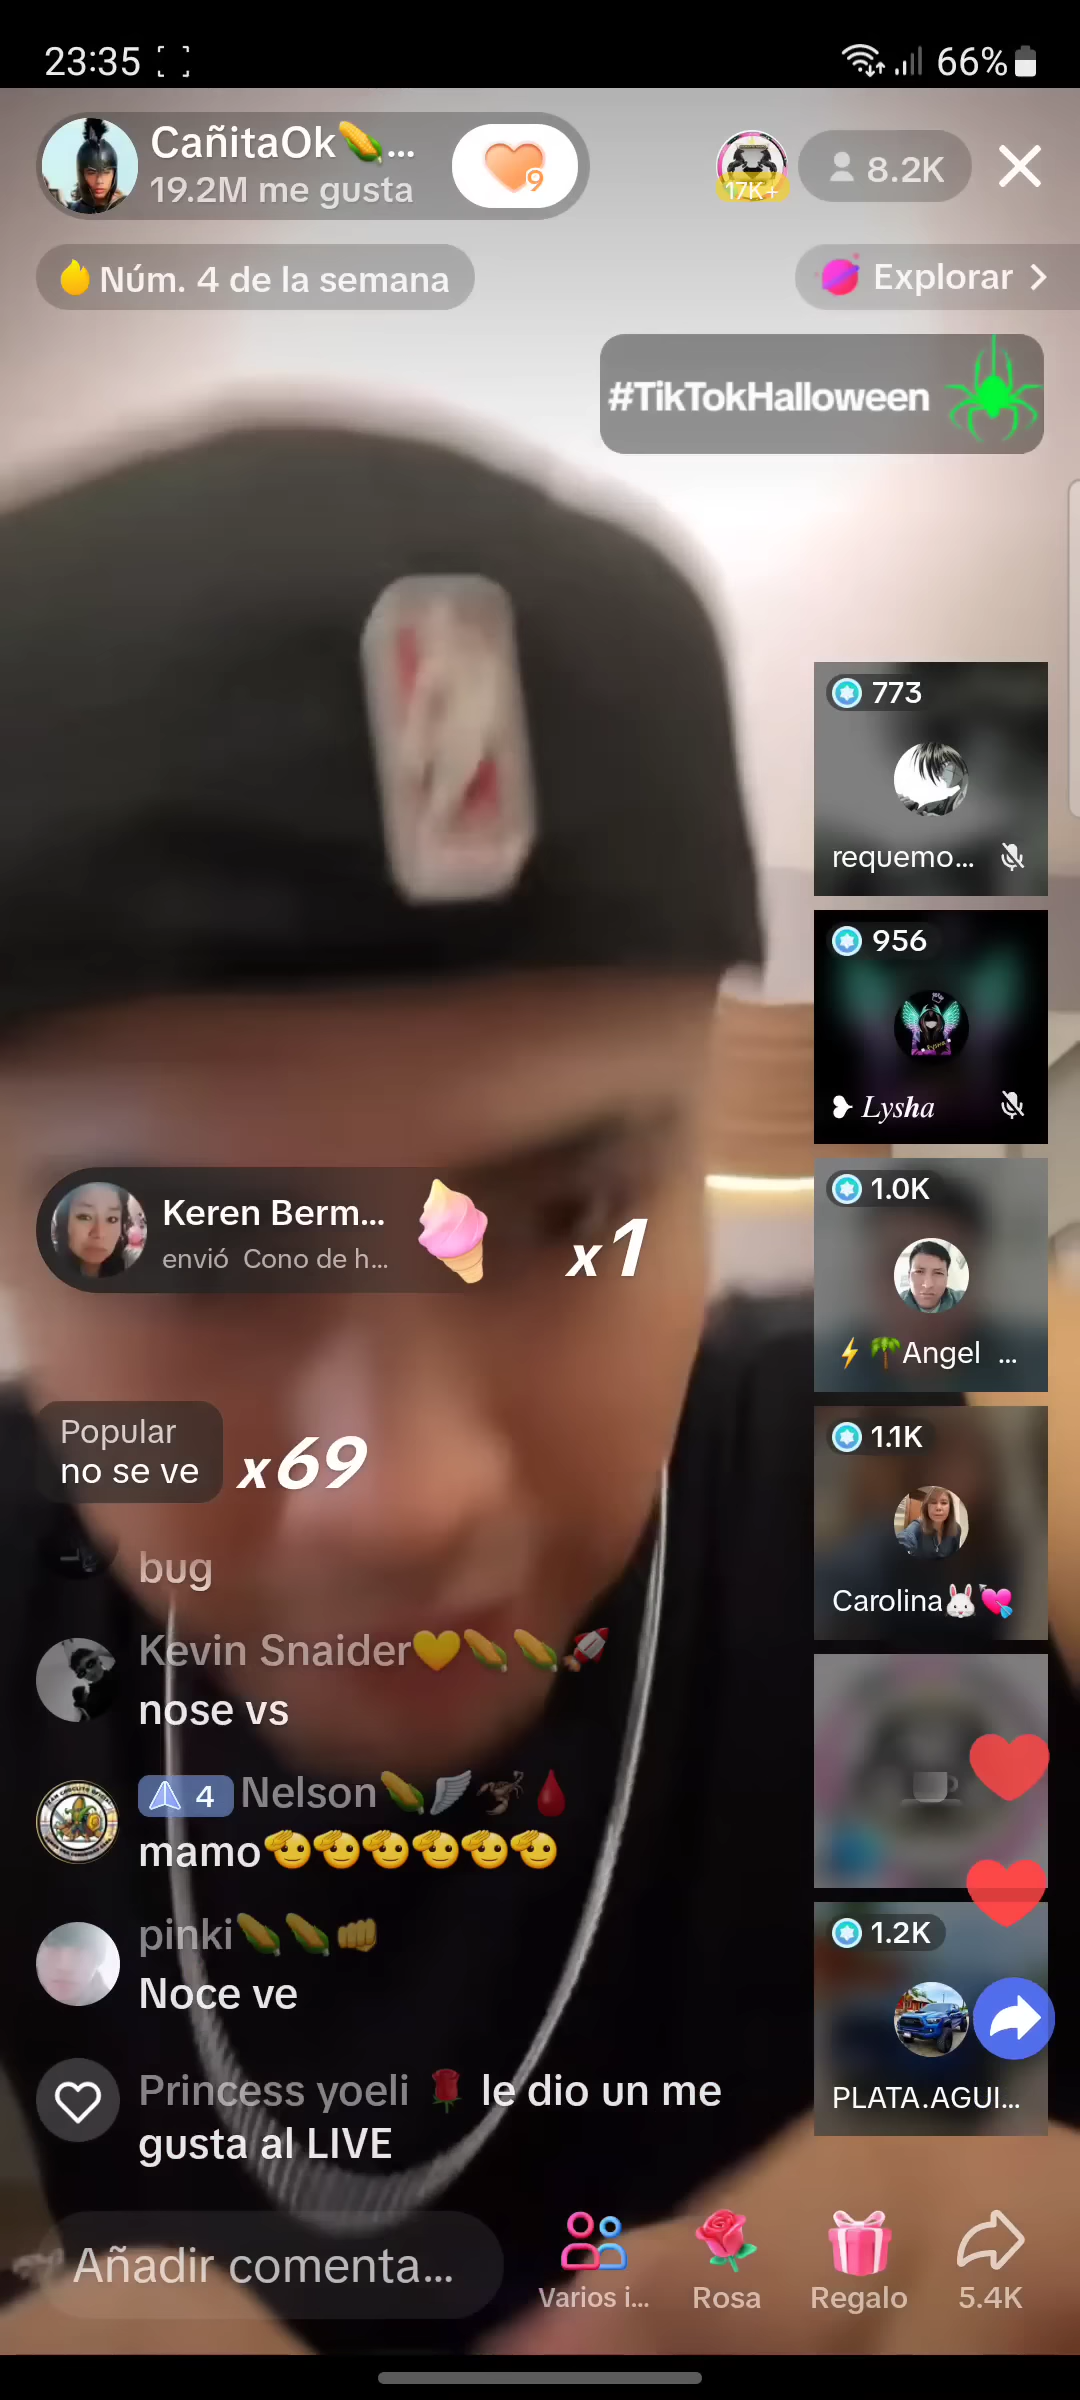 23:35
66%
CañitaOk🌽...
19.2M me gusta
9
17K+
8.2K
Núm. 4 de la semana
Explorar
#TikTokHalloween
773
requemo...
956
❥ Lysha
1.0K
⚡🌴Angel ...
1.1K
Carolina🐰💘
1.2K
PLATA.AGUI...
Keren Berm...
envió Cono de h...
x1
Popular
no se ve
x69
bug
Kevin Snaider💛🌽🌽🚀
nose vs
4 Nelson🌽🪽🦂🩸
mamo🫡🫡🫡🫡🫡🫡
pinki🌽🌽👊
Noce ve
Princess yoeli 🌹 le dio un me
gusta al LIVE
Añadir comenta...
Varios i...
Rosa
Regalo
5.4K